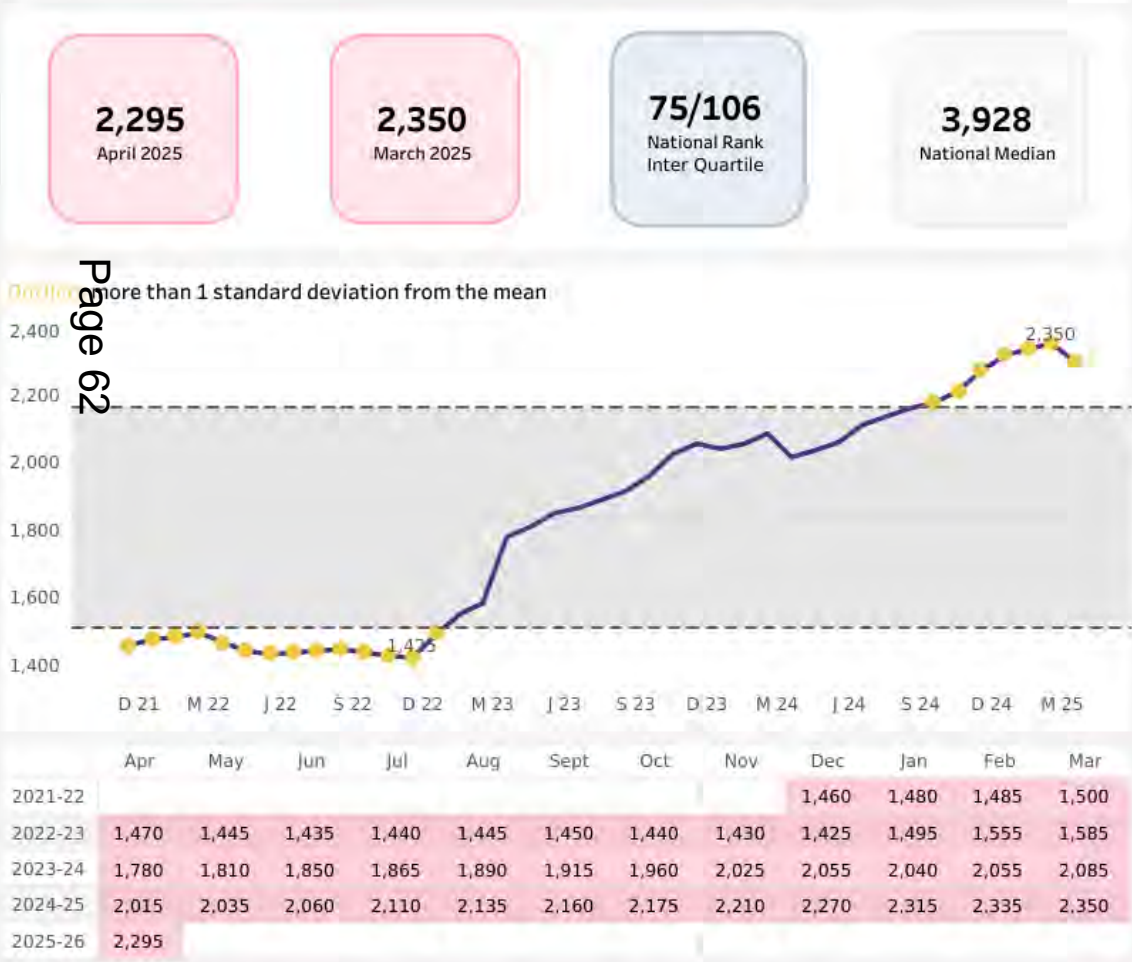 2,295
April 2025
2,350
March 2025
75/106
National Rank
Inter Quartile
3,928
National Median
Page 62
more than 1 standard deviation from the mean
2,400
2,200
2,000
1,800
1,600
1,400
2,350
1,425
D 21 M 22 J 22 S 22 D 22 M 23 J 23 S 23 D 23 M 24 J 24 S 24 D 24 M 25
Apr May Jun Jul Aug Sept Oct Nov Dec Jan Feb Mar
2021-22 1,460 1,480 1,485 1,500
2022-23 1,470 1,445 1,435 1,440 1,445 1,450 1,440 1,430 1,425 1,495 1,555 1,585
2023-24 1,780 1,810 1,850 1,865 1,890 1,915 1,960 2,025 2,055 2,040 2,055 2,085
2024-25 2,015 2,035 2,060 2,110 2,135 2,160 2,175 2,210 2,270 2,315 2,335 2,350
2025-26 2,295